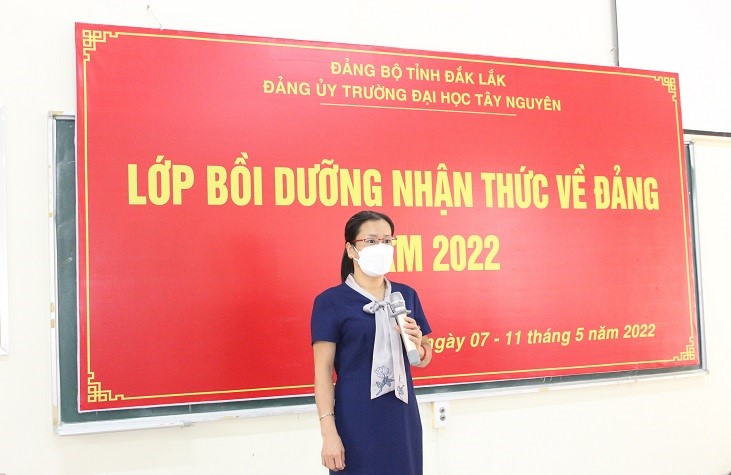 ĐẢNG BỘ TỈNH ĐẮK LẮK
ĐẢNG ỦY TRƯỜNG ĐẠI HỌC TÂY NGUYÊN
LỚP BỒI DƯỠNG NHẬN THỨC VỀ ĐẢNG
2022
ngày 07 - 11 tháng 5 năm 2022